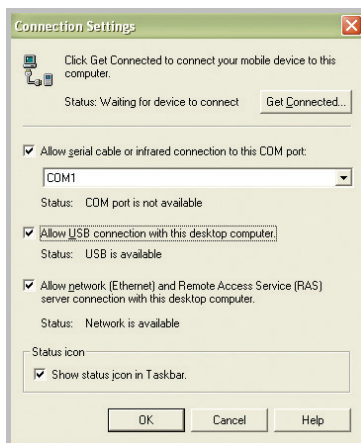 Connection Settings
Click Get Connected to connect your mobile device to this
computer.
Status: Waiting for device to connect
Get Connected...
Allow serial cable or infrared connection to this COM port:
COM1
Status: COM port is not available
Allow USB connection with this desktop computer.
Status: USB is available
Allow network (Ethernet) and Remote Access Service (RAS)
server connection with this desktop computer.
Status: Network is available
Status icon
Show status icon in Taskbar.
OK
Cancel
Help